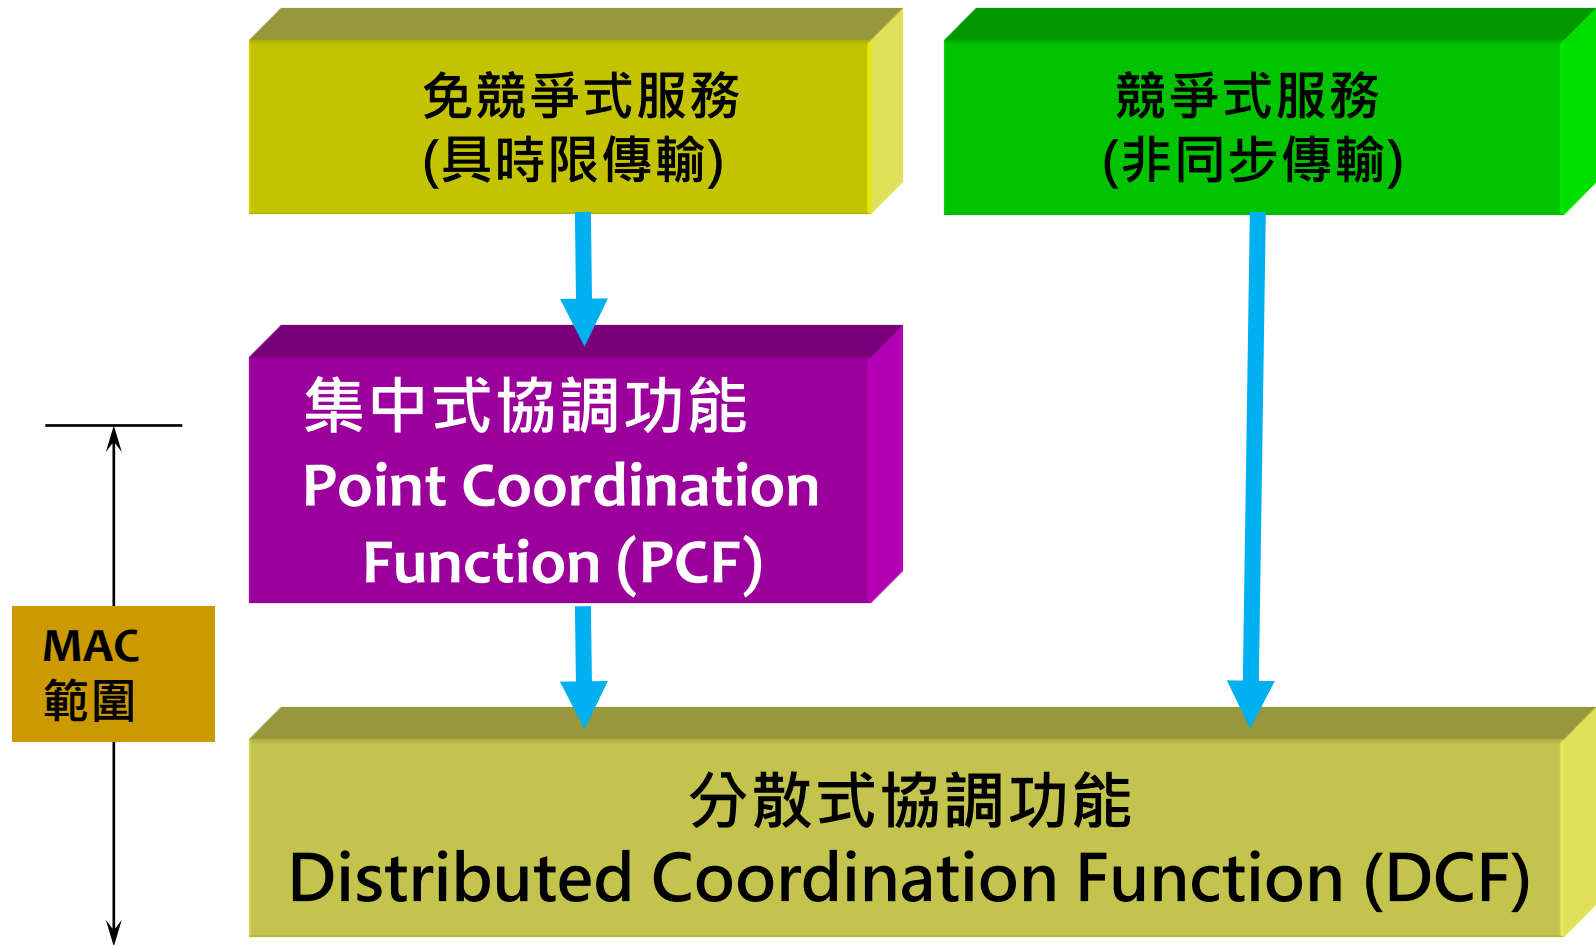 免競爭式服務
(具時限傳輸)
競爭式服務
(非同步傳輸)
集中式協調功能
Point Coordination
Function (PCF)
MAC
範圍
分散式協調功能
Distributed Coordination Function (DCF)